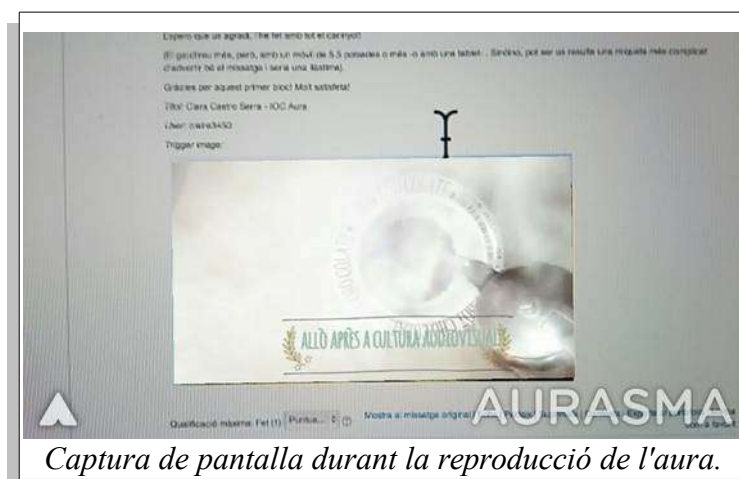 Espero que us agradi, l'he fet amb tot el carinyo!!
(El gaudireu més, però, amb un mòbil de 5.5 polzades o més -o amb una tablet- . Sinó, pot ser us resulta una miqueta més complicat
d'advertir bé el missatge i seria una llàstima).
Gràcies per aquest primer bloc! Molt satisfeta!
Títol: Clara Castro Serra - IOC Aura
User:
Trigger image:
XOCOLATA
ALLÒ APRÈS A CULTURA AUDIOVISUAL
Qualificació màxima: Fet (1) Puntua...
Mostra al missatge original
AURASMA
Captura de pantalla durant la reproducció de l'aura.